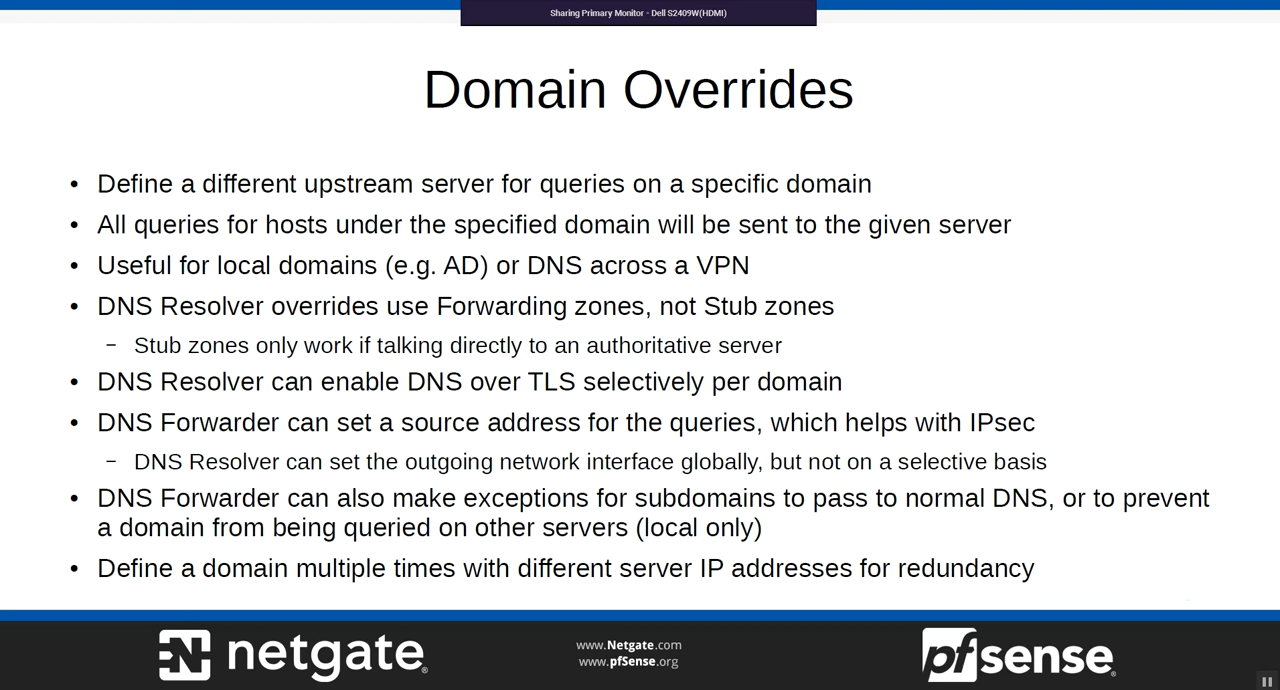 Sharing Primary Monitor - Dell S2409W(HDMI)
Domain Overrides
• Define a different upstream server for queries on a specific domain
• All queries for hosts under the specified domain will be sent to the given server
• Useful for local domains (e.g. AD) or DNS across a VPN
• DNS Resolver overrides use Forwarding zones, not Stub zones
– Stub zones only work if talking directly to an authoritative server
• DNS Resolver can enable DNS over TLS selectively per domain
• DNS Forwarder can set a source address for the queries, which helps with IPsec
– DNS Resolver can set the outgoing network interface globally, but not on a selective basis
• DNS Forwarder can also make exceptions for subdomains to pass to normal DNS, or to prevent
a domain from being queried on other servers (local only)
• Define a domain multiple times with different server IP addresses for redundancy
N netgate®
www.Netgate.com
www.pfSense.org
pfsense®